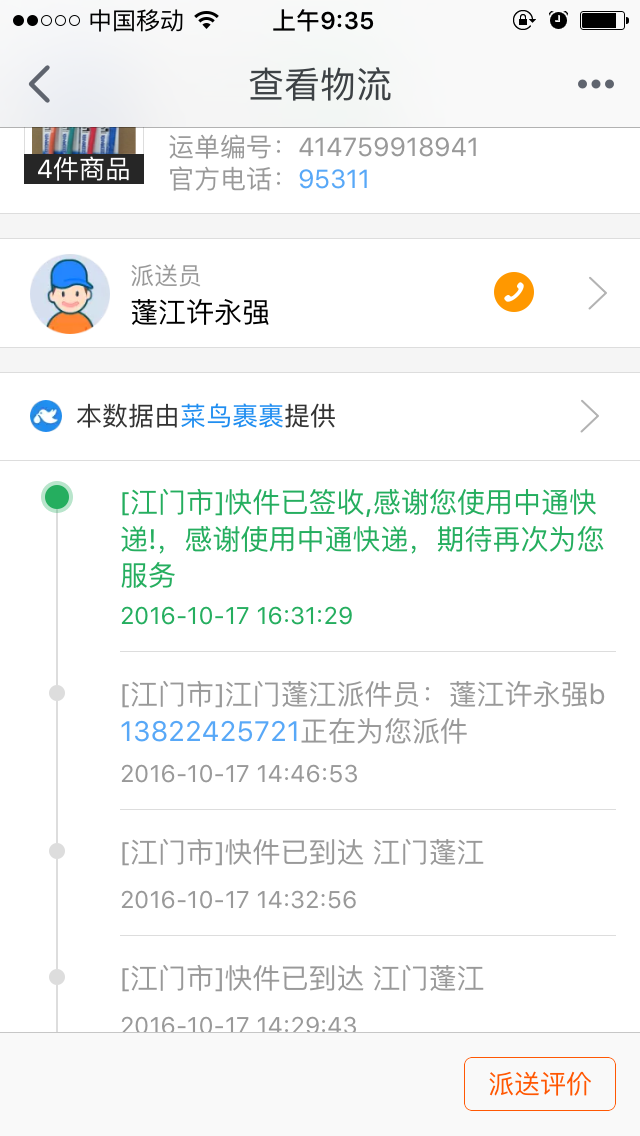 中国移动
上午9:35
查看物流
4件商品
运单编号：414759918941
官方电话：95311
派送员
蓬江许永强
本数据由菜鸟裹裹提供
[江门市]快件已签收,感谢您使用中通快
递!，感谢使用中通快递，期待再次为您
服务
2016-10-17 16:31:29
[江门市]江门蓬江派件员：蓬江许永强b
13822425721正在为您派件
2016-10-17 14:46:53
[江门市]快件已到达 江门蓬江
2016-10-17 14:32:56
[江门市]快件已到达 江门蓬江
2016-10-17 14:29:43
派送评价